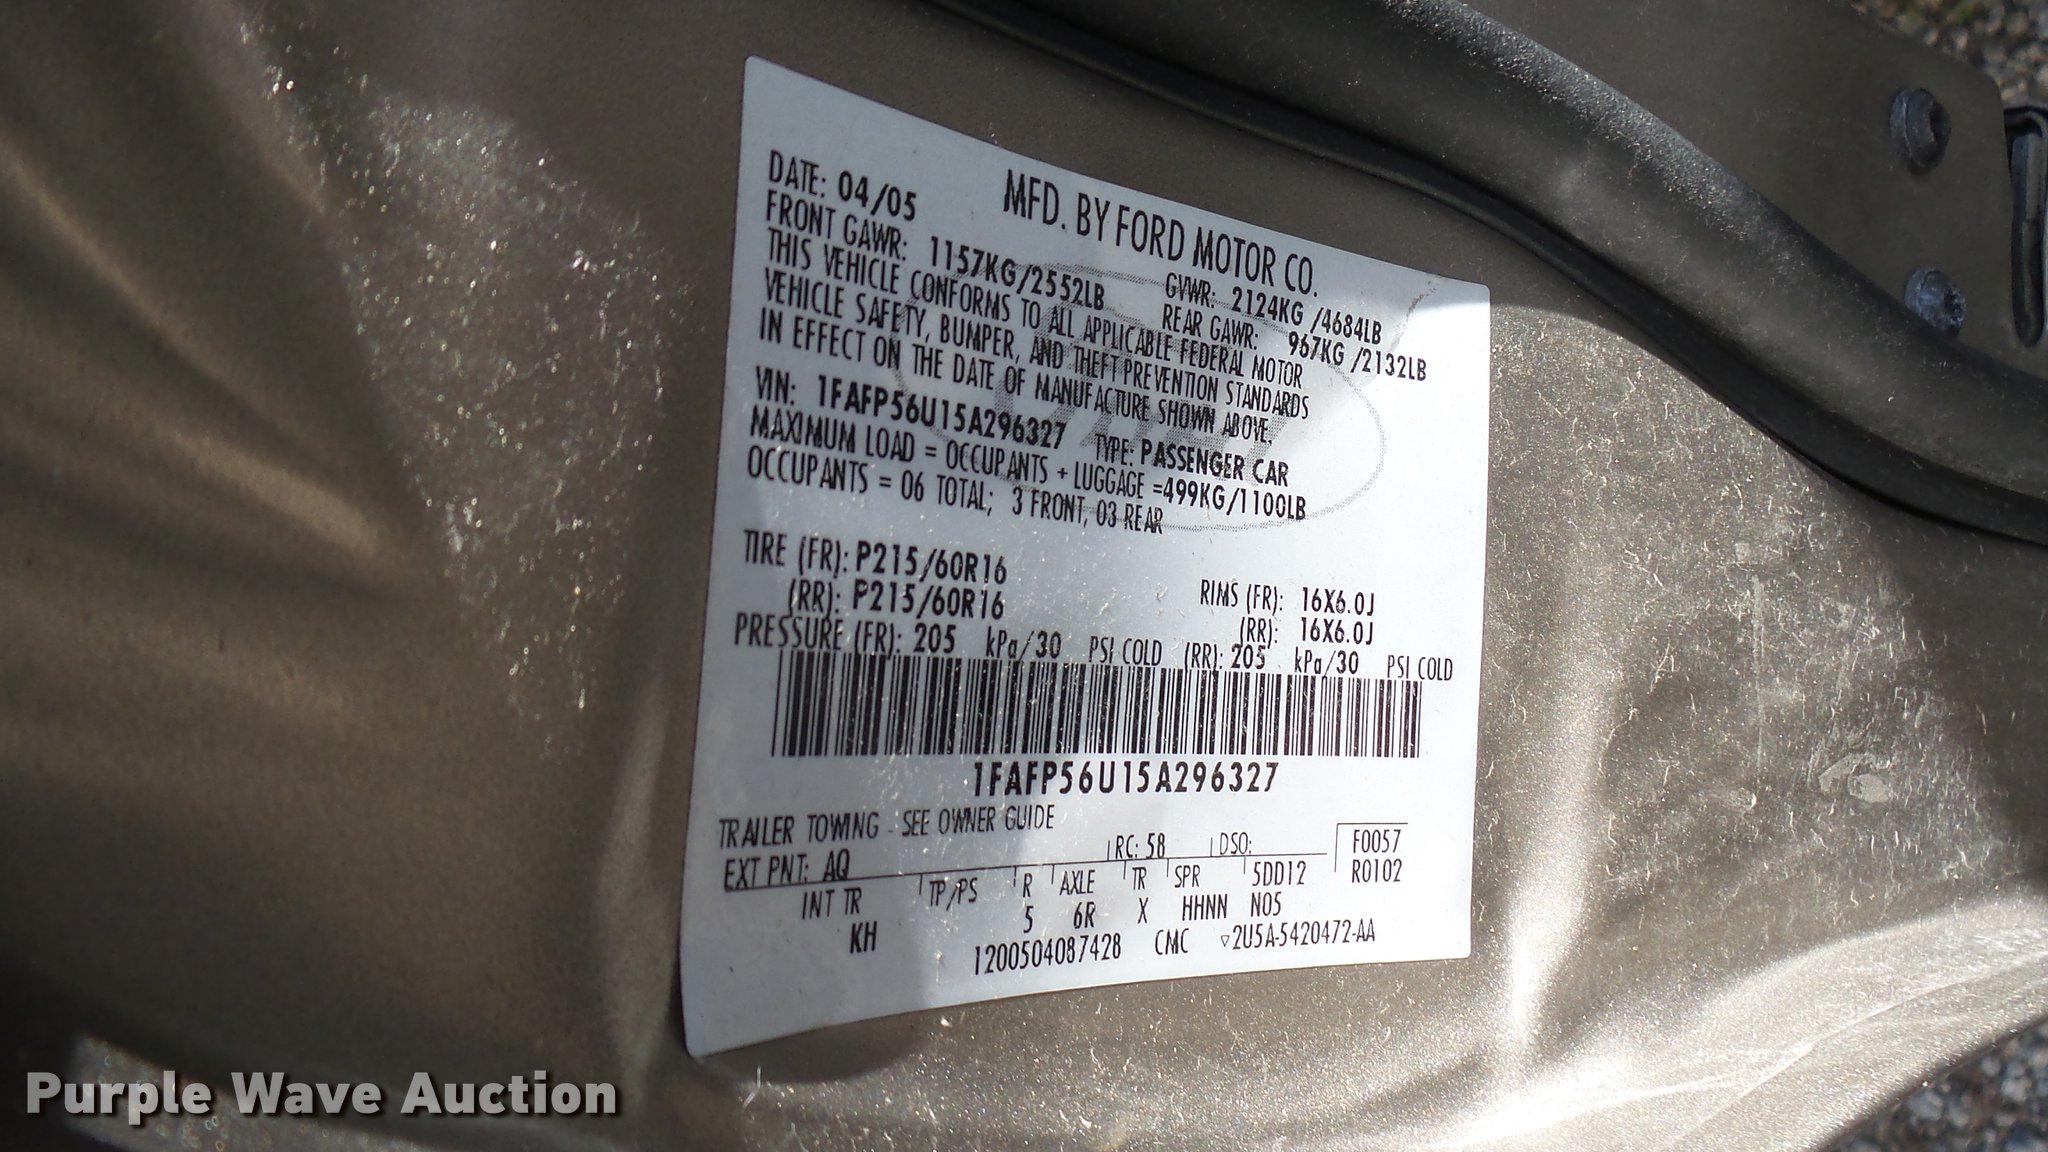 MFD. BY FORD MOTOR CO.
DATE: 04/05 GVWR: 2124KG /4684LB
FRONT GAWR: 1157KG/2552LB REAR GAWR: 967KG /2132LB
THIS VEHICLE CONFORMS TO ALL APPLICABLE FEDERAL MOTOR
VEHICLE SAFETY, BUMPER, AND THEFT PREVENTION STANDARDS
IN EFFECT ON THE DATE OF MANUFACTURE SHOWN ABOVE.
VIN: 1FAFP56U15A296327 TYPE: PASSENGER CAR
MAXIMUM LOAD = OCCUPANTS + LUGGAGE =499KG/1100LB
OCCUPANTS = 06 TOTAL; 3 FRONT, 03 REAR
TIRE (FR): P215/60R16 RIMS (FR): 16X6.0J
(RR): P215/60R16 (RR): 16X6.0J
PRESSURE (FR): 205 kPa/30 PSI COLD (RR): 205 kPa/30 PSI COLD
1FAFP56U15A296327
TRAILER TOWING - SEE OWNER GUIDE
EXT PNT: AQ RC: 58 DSO: F0057
INT TR TP/PS R AXLE TR SPR 5DD12 R0102
KH 5 6R X HHNN N05
1200504087428 CMC ▽2U5A-5420472-AA
Purple Wave Auction